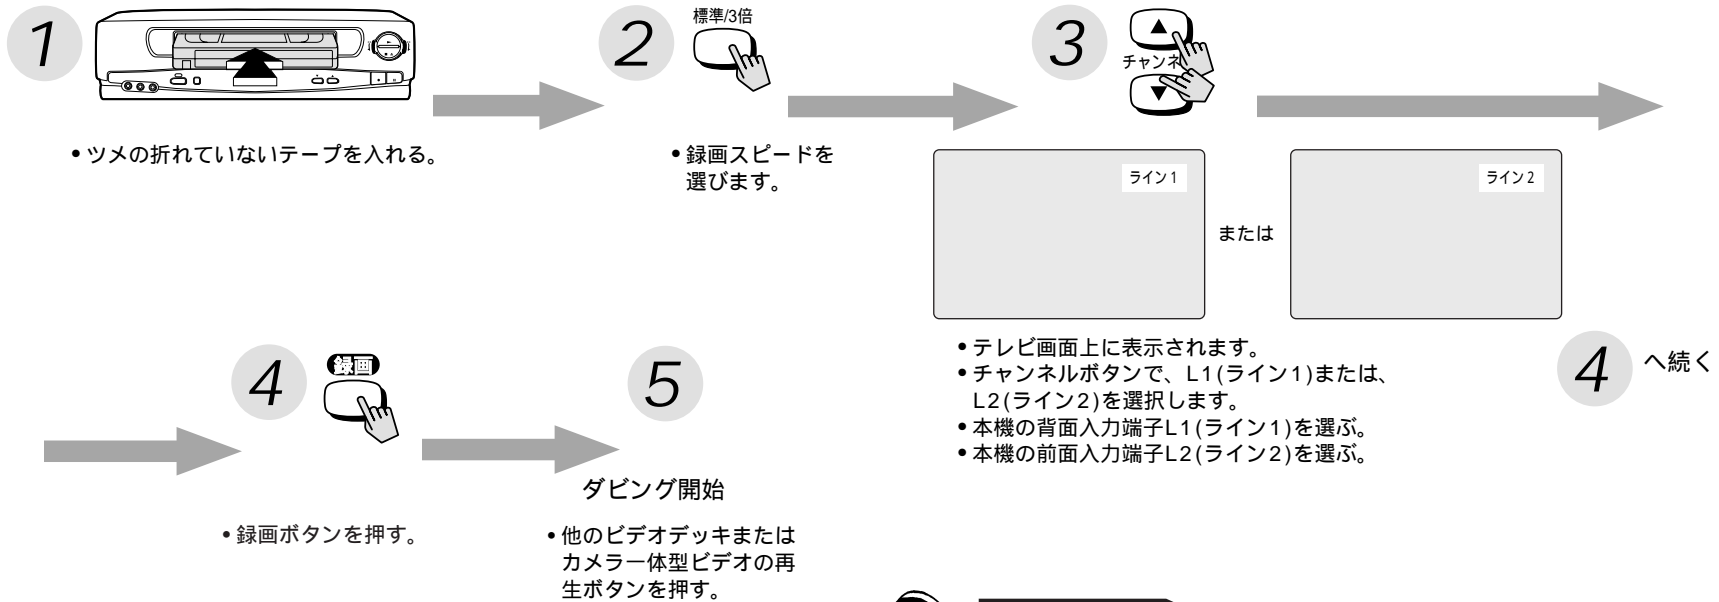 1
• ツメの折れていないテープを入れる。
2
標準/3倍
• 録画スピードを
選びます。
3
チャンネ
ライン1
または
ライン2
• テレビ画面上に表示されます。
• チャンネルボタンで、L1(ライン1)または、
L2(ライン2)を選択します。
• 本機の背面入力端子L1(ライン1)を選ぶ。
• 本機の前面入力端子L2(ライン2)を選ぶ。
4 へ続く
4
録画
• 録画ボタンを押す。
5
ダビング開始
• 他のビデオデッキまたは
カメラ一体型ビデオの再
生ボタンを押す。